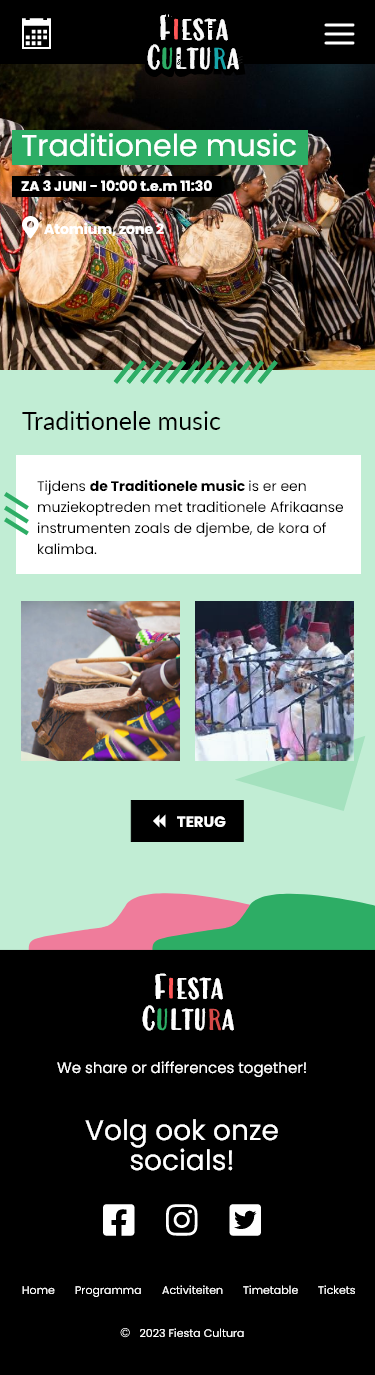 FIESTA
CULTURA
Traditionele music
ZA 3 JUNI - 10:00 t.e.m 11:30
Atomium, zone 2
Traditionele music
Tijdens de Traditionele music is er een
muziekoptreden met traditionele Afrikaanse
instrumenten zoals de djembe, de kora of
kalimba.
TERUG
FIESTA
CULTURA
We share or differences together!
Volg ook onze
socials!
Home Programma Activiteiten Timetable Tickets
© 2023 Fiesta Cultura